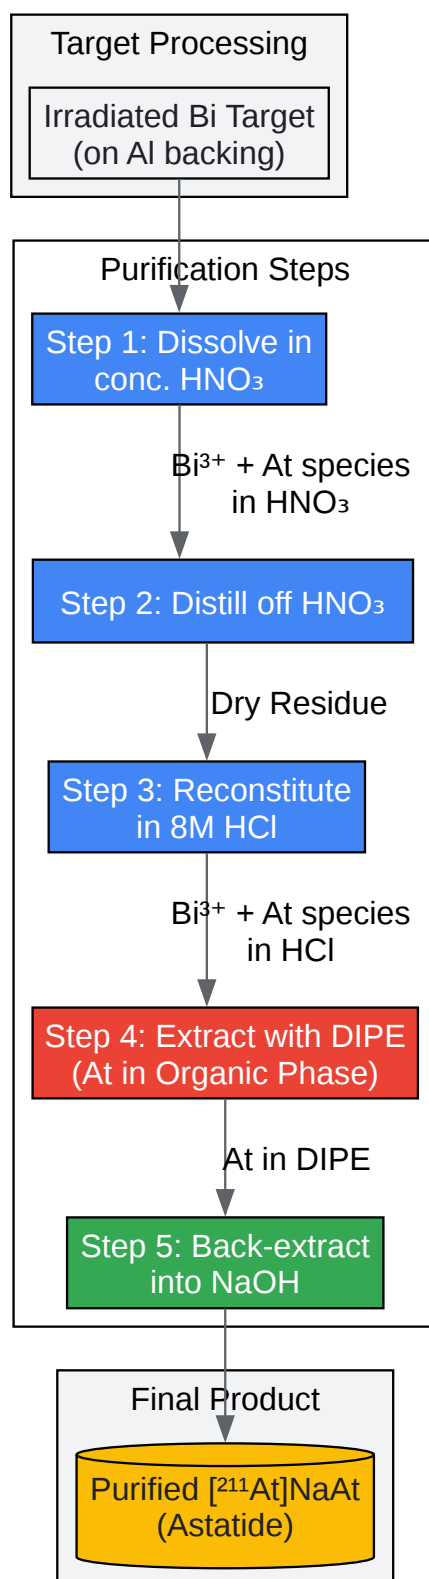 Target Processing
Irradiated Bi Target
(on Al backing)
Purification Steps
Step 1: Dissolve in
conc. HNO₃
Bi³⁺ + At species
in HNO₃
Step 2: Distill off HNO₃
Dry Residue
Step 3: Reconstitute
in 8M HCl
Bi³⁺ + At species
in HCl
Step 4: Extract with DIPE
(At in Organic Phase)
At in DIPE
Step 5: Back-extract
into NaOH
Final Product
Purified [²¹¹At]NaAt
(Astatide)